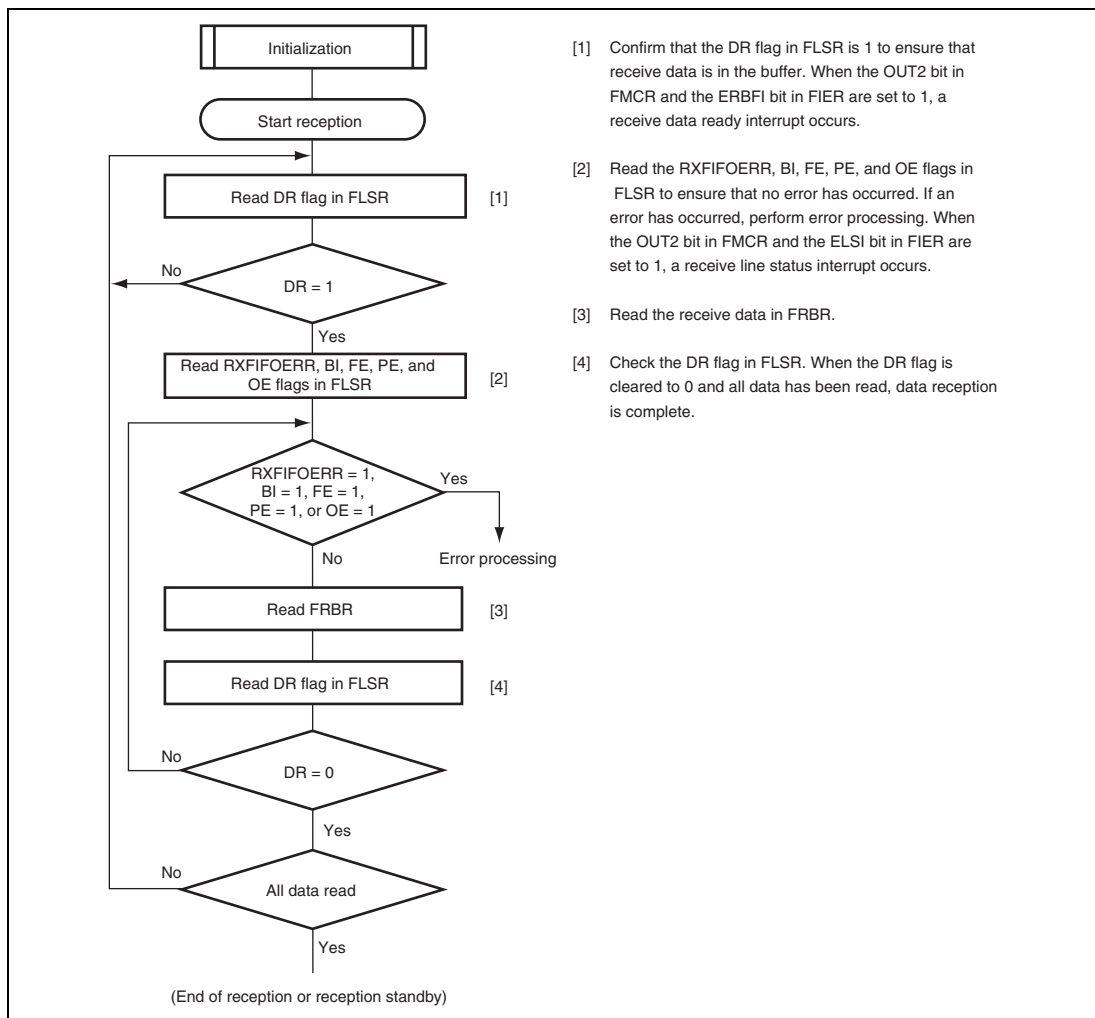 Initialization
Start reception
Read DR flag in FLSR
[1]
No
DR = 1
Yes
Read RXFIFOERR, BI, FE, PE, and
OE flags in FLSR
[2]
RXFIFOERR = 1,
BI = 1, FE = 1,
PE = 1, or OE = 1
Yes
Error processing
No
Read FRBR
[3]
Read DR flag in FLSR
[4]
No
DR = 0
Yes
No
All data read
Yes
(End of reception or reception standby)
[1] Confirm that the DR flag in FLSR is 1 to ensure that
receive data is in the buffer. When the OUT2 bit in
FMCR and the ERBFI bit in FIER are set to 1, a
receive data ready interrupt occurs.
[2] Read the RXFIFOERR, BI, FE, PE, and OE flags in
FLSR to ensure that no error has occurred. If an
error has occurred, perform error processing. When
the OUT2 bit in FMCR and the ELSI bit in FIER are
set to 1, a receive line status interrupt occurs.
[3] Read the receive data in FRBR.
[4] Check the DR flag in FLSR. When the DR flag is
cleared to 0 and all data has been read, data reception
is complete.